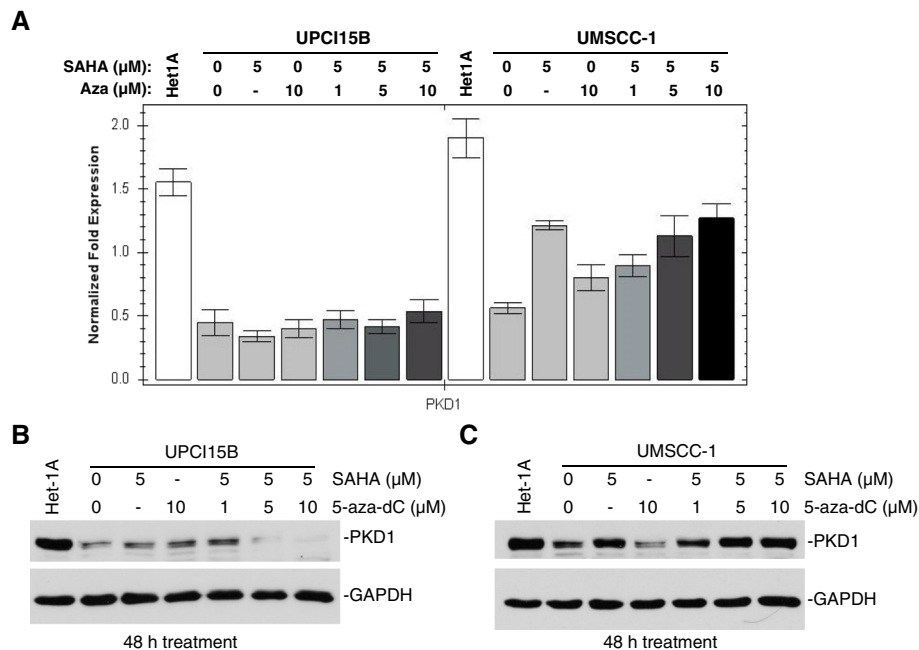 A
UPCI15B UMSCC-1
SAHA (µM): Het1A 0 5 0 5 5 5 Het1A 0 5 0 5 5 5
Aza (µM): 0 - 10 1 5 10 0 - 10 1 5 10
Normalized Fold Expression
2.0
1.5
1.0
0.5
0.0
PKD1
B
UPCI15B
Het-1A 0 5 - 5 5 5 SAHA (µM)
0 - 10 1 5 10 5-aza-dC (µM)
-PKD1
-GAPDH
48 h treatment
C
UMSCC-1
Het-1A 0 5 - 5 5 5 SAHA (µM)
0 - 10 1 5 10 5-aza-dC (µM)
-PKD1
-GAPDH
48 h treatment